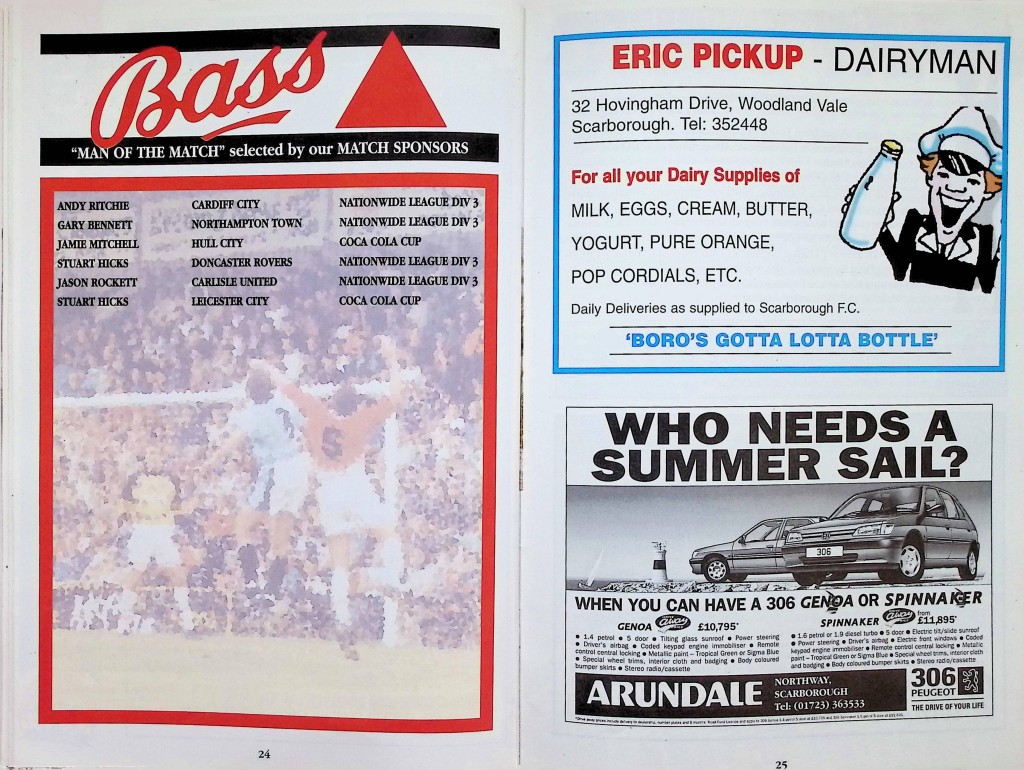 Bass
"MAN OF THE MATCH" selected by our MATCH SPONSORS
ANDY RITCHIE CARDIFF CITY NATIONWIDE LEAGUE DIV 3
GARY BENNETT NORTHAMPTON TOWN NATIONWIDE LEAGUE DIV 3
JAMIE MITCHELL HULL CITY COCA COLA CUP
STUART HICKS DONCASTER ROVERS NATIONWIDE LEAGUE DIV 3
JASON ROCKETT CARLISLE UNITED NATIONWIDE LEAGUE DIV 3
STUART HICKS LEICESTER CITY COCA COLA CUP
5
24
ERIC PICKUP - DAIRYMAN
32 Hovingham Drive, Woodland Vale
Scarborough. Tel: 352448
For all your Dairy Supplies of
MILK, EGGS, CREAM, BUTTER,
YOGURT, PURE ORANGE,
POP CORDIALS, ETC.
Daily Deliveries as supplied to Scarborough F.C.
'BORO'S GOTTA LOTTA BOTTLE'
WHO NEEDS A
SUMMER SAIL?
306
WHEN YOU CAN HAVE A 306 GENOA OR SPINNAKER
GENOA away £10,795*
• 1.4 petrol • 5 door • Tilting glass sunroof • Power steering
• Driver's airbag • Coded keypad engine immobiliser • Remote
control central locking • Metallic paint – Tropical Green or Sigma Blue
• Special wheel trims, interior cloth and badging • Body coloured
bumper skirts • Stereo radio/cassette
SPINNAKER away from £11,895*
• 1.6 petrol or 1.9 diesel turbo • 5 door • Electric tilt/slide sunroof
• Power steering • Driver's airbag • Electric front windows • Coded
keypad engine immobiliser • Remote control central locking • Metallic
paint – Tropical Green or Sigma Blue • Special wheel trims, interior cloth
and badging • Body coloured bumper skirts • Stereo radio/cassette
ARUNDALE
NORTHWAY,
SCARBOROUGH
Tel: (01723) 363533
306
PEUGEOT
THE DRIVE OF YOUR LIFE
25